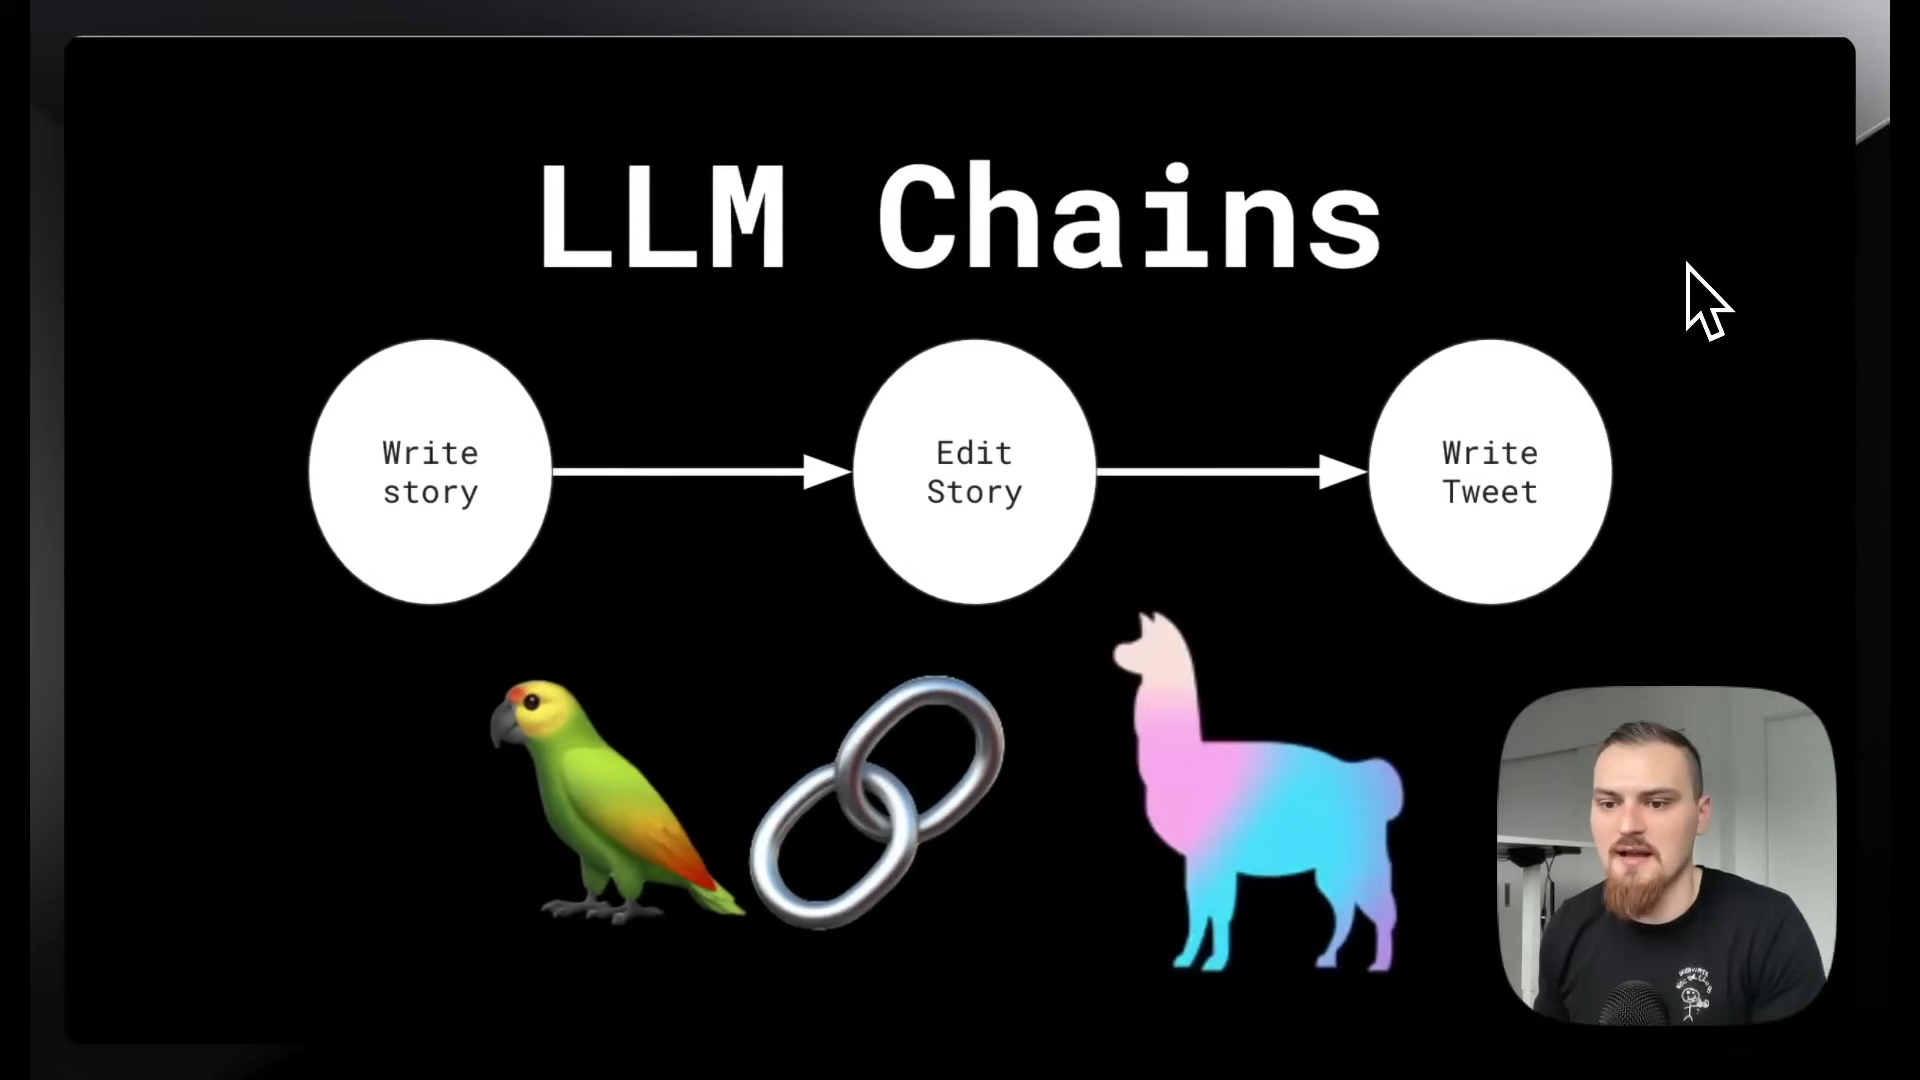 LLM Chains
Write
story
Edit
Story
Write
Tweet